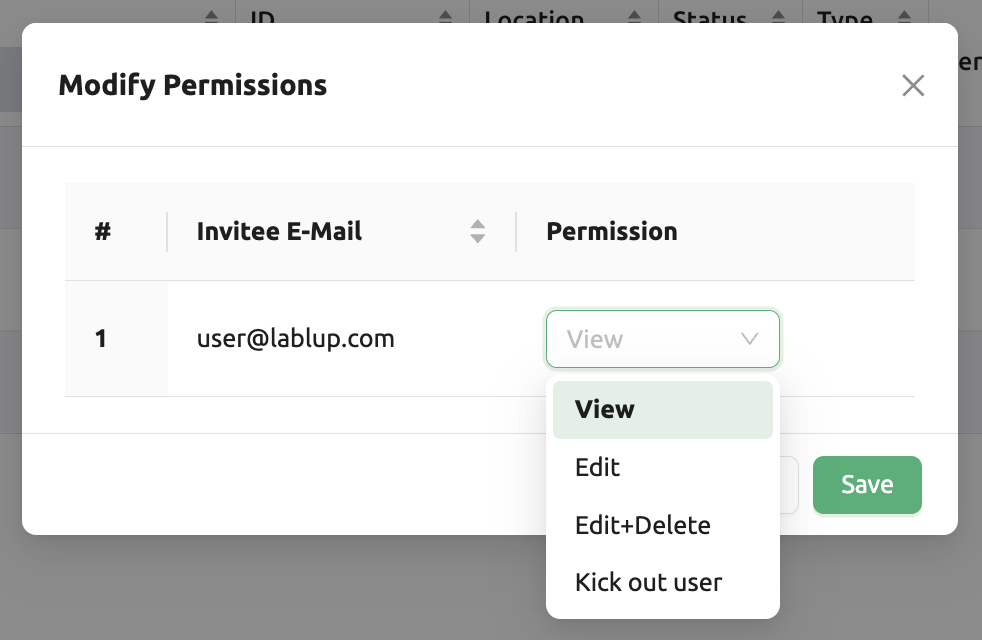 ID Location Status Type
er
Modify Permissions
# Invitee E-Mail Permission
1 user@lablup.com View
View
Edit
Edit+Delete
Kick out user
Save